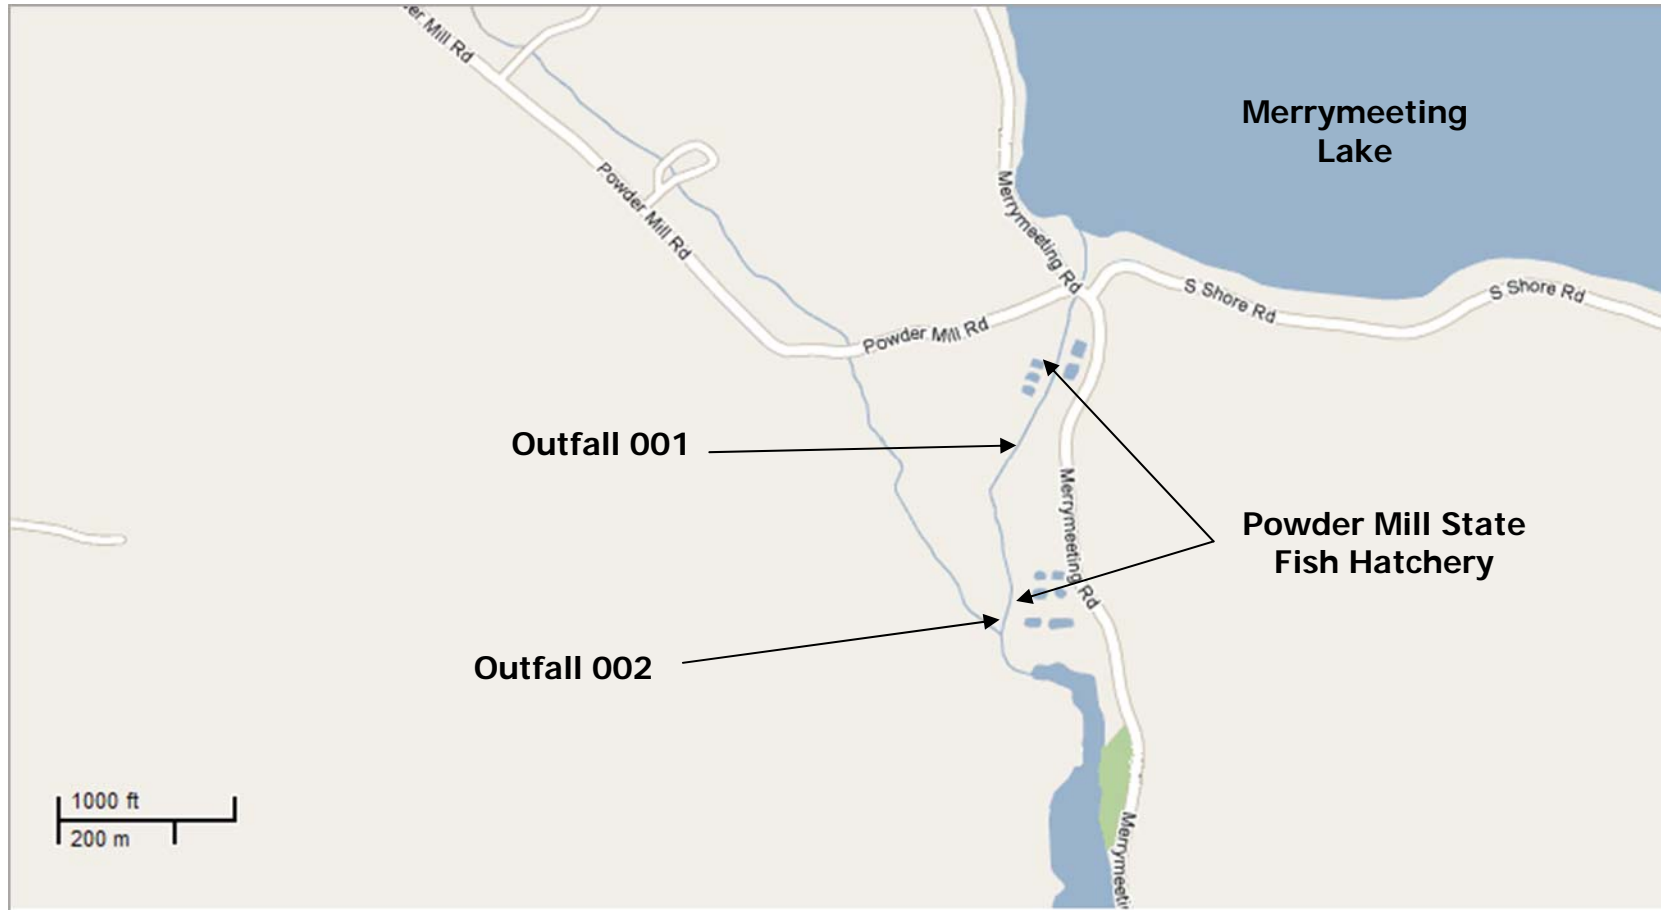 er Mill Rd
Merrymeeting
Lake
Powder Mill Rd
Merrymeeting Rd
S Shore Rd
S Shore Rd
Powder Mill Rd
Outfall 001
Merrymeeting Rd
Powder Mill State
Fish Hatchery
Outfall 002
1000 ft
200 m
Merrymeeti